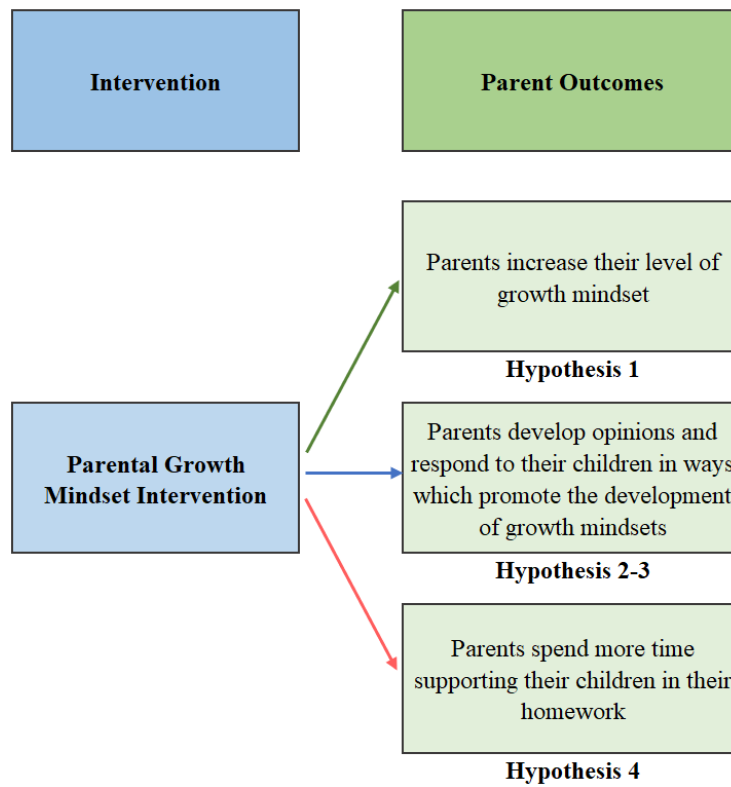 Intervention
Parent Outcomes
Parents increase their level of
growth mindset
Hypothesis 1
Parental Growth
Mindset Intervention
Parents develop opinions and
respond to their children in ways
which promote the development
of growth mindsets
Hypothesis 2-3
Parents spend more time
supporting their children in their
homework
Hypothesis 4